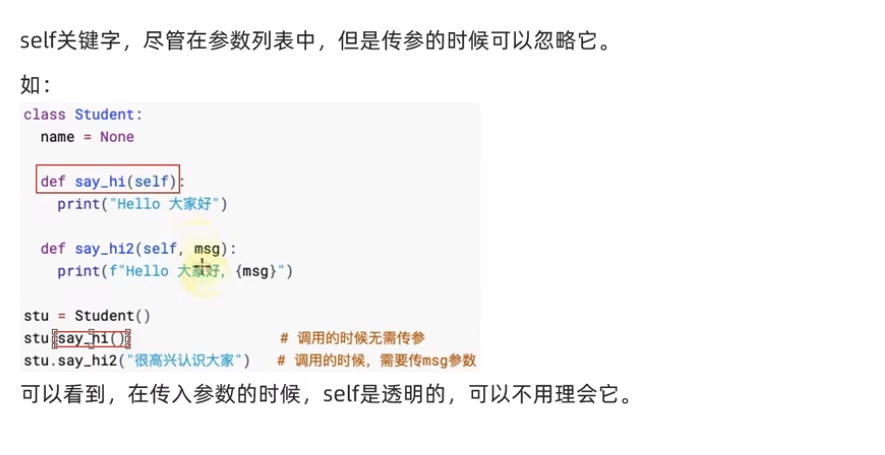 self关键字，尽管在参数列表中，但是传参的时候可以忽略它。
如：
class Student:
  name = None
  def say_hi(self):
    print("Hello 大家好")
  def say_hi2(self, msg):
    print(f"Hello 大家好，{msg}")
stu = Student()
stu say_hi() # 调用的时候无需传参
stu.say_hi2("很高兴认识大家") # 调用的时候，需要传msg参数
可以看到，在传入参数的时候，self是透明的，可以不用理会它。